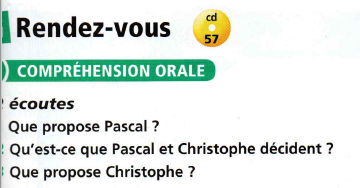 Rendez-vous
cd
57
COMPRÉHENSION ORALE
écoutes
Que propose Pascal ?
Qu'est-ce que Pascal et Christophe décident ?
Que propose Christophe ?